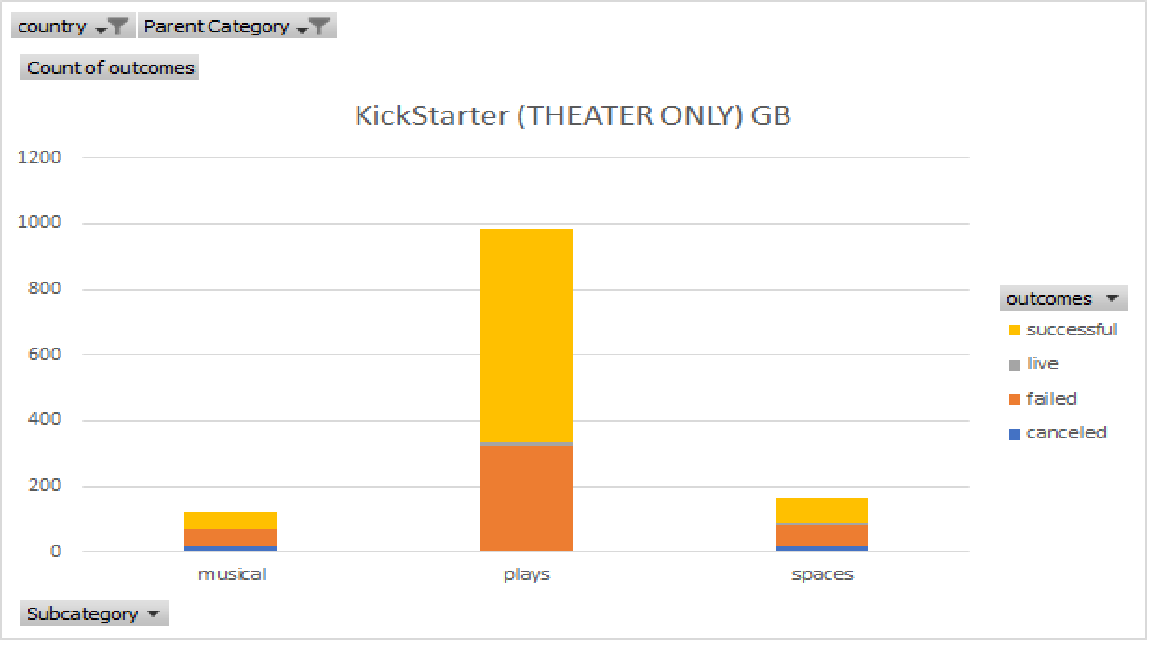 country Parent Category
Count of outcomes
KickStarter (THEATER ONLY) GB
1200
1000
800
600
400
200
0
musical plays spaces
outcomes
successful
live
failed
canceled
Subcategory